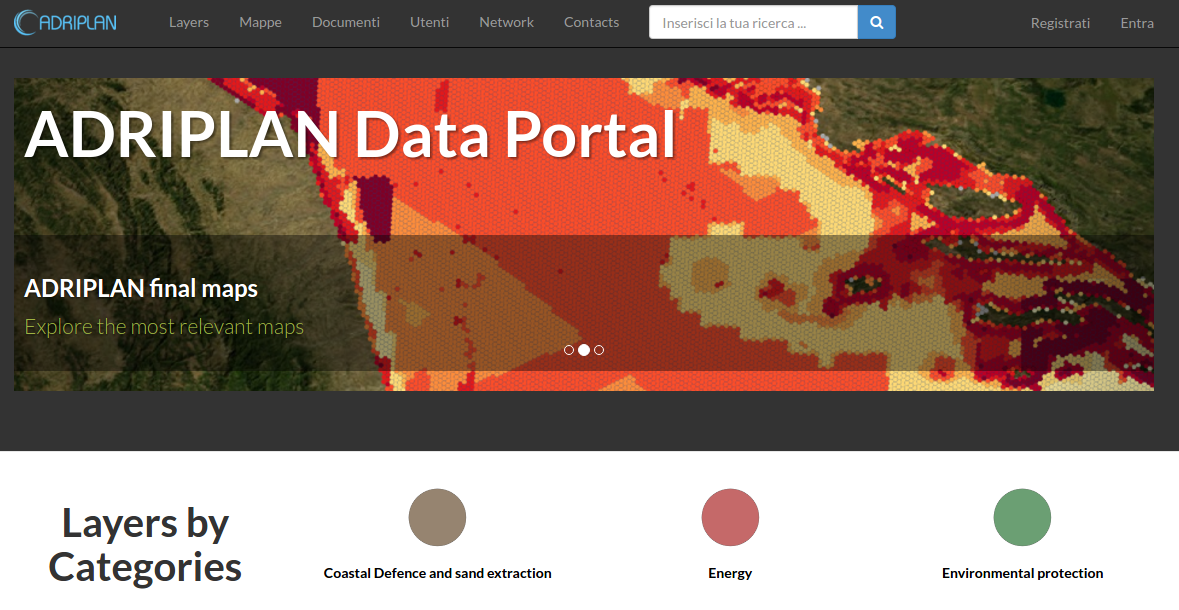 ADRIPLAN
Layers
Mappe
Documenti
Utenti
Network
Contacts
Inserisci la tua ricerca ...
Registrati
Entra
ADRIPLAN Data Portal
ADRIPLAN final maps
Explore the most relevant maps
Layers by
Categories
Coastal Defence and sand extraction
Energy
Environmental protection